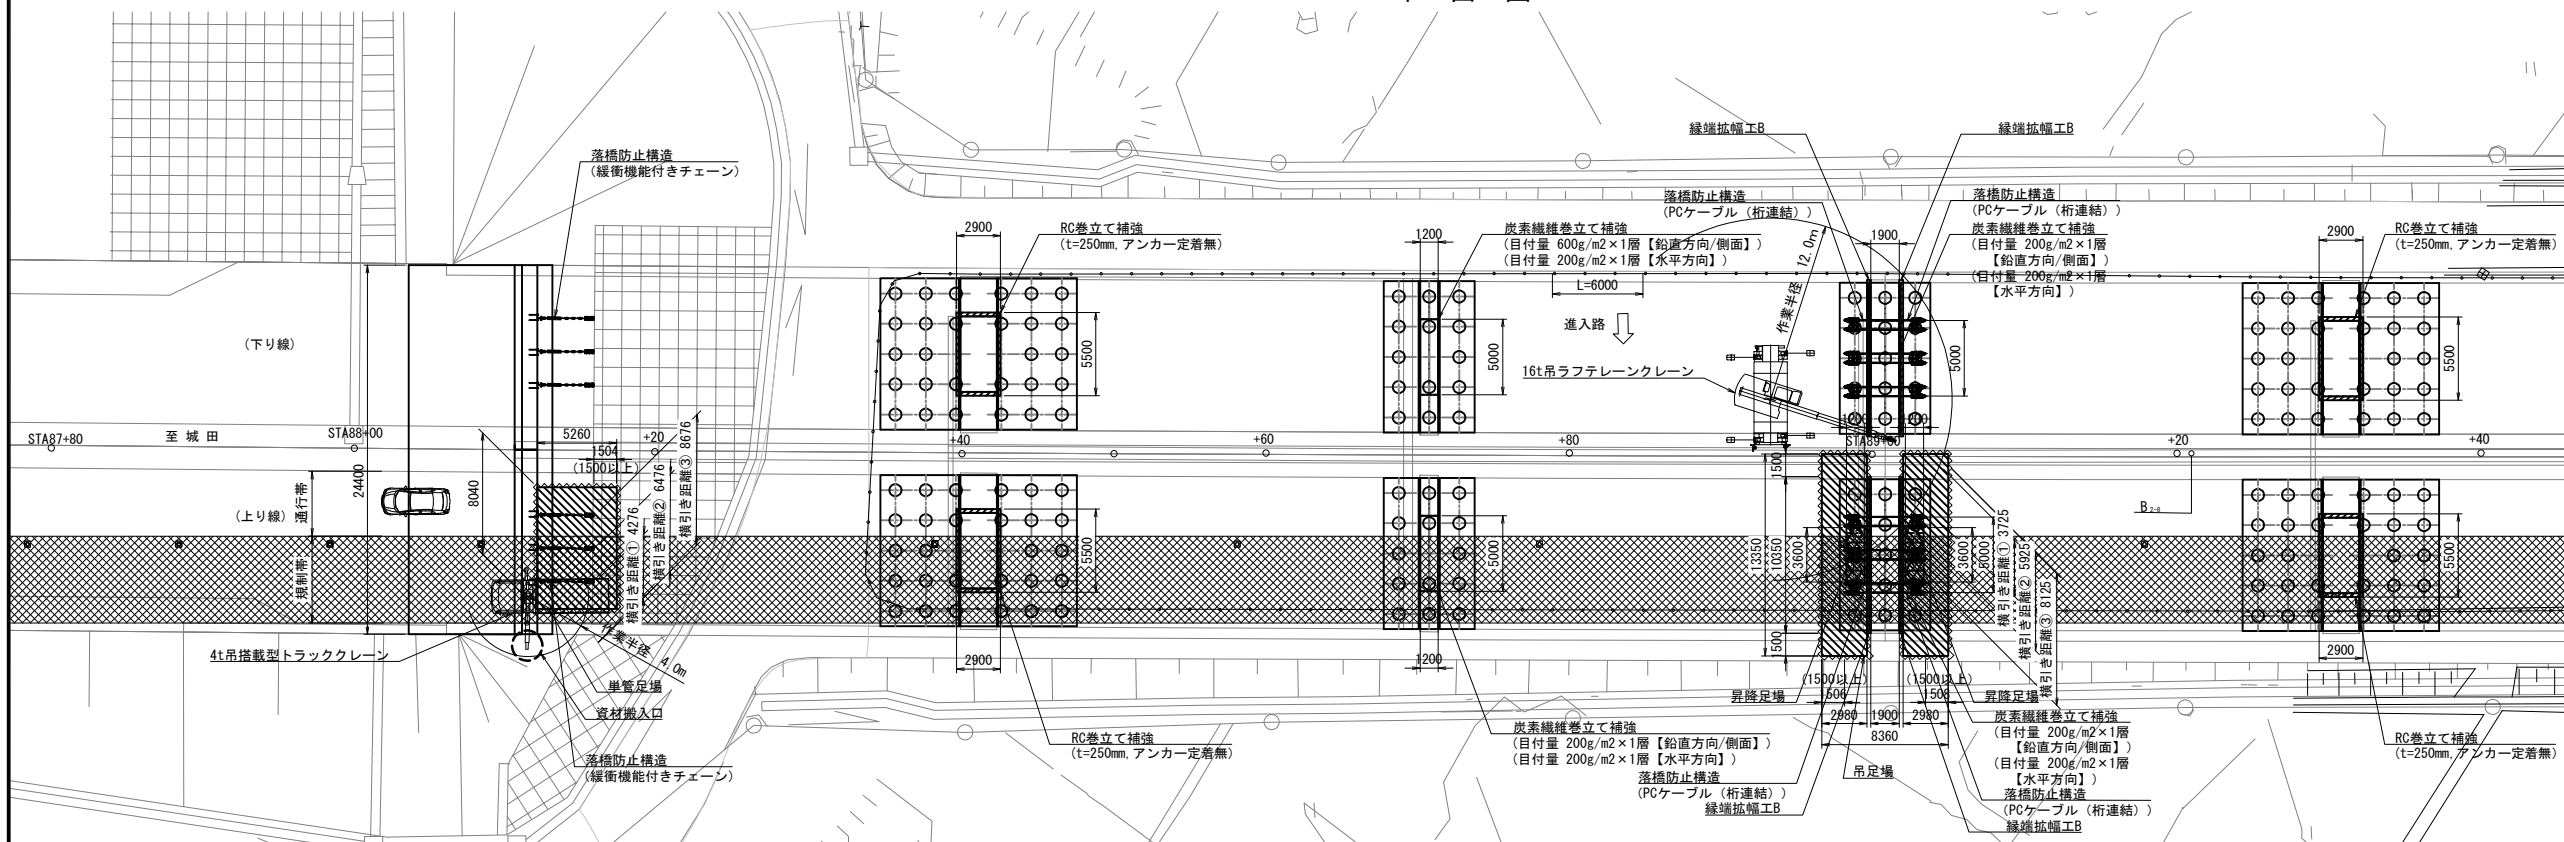 縁端拡幅工B
縁端拡幅工B
落橋防止構造
(緩衝機能付きチェーン)
落橋防止構造
(PCケーブル (桁連結))
落橋防止構造
(PCケーブル (桁連結))
2900
RC巻立て補強
(t=250mm, アンカー定着無)
1200
炭素繊維巻立て補強
(目付量 600g/m2×1層【鉛直方向/側面】)
(目付量 200g/m2×1層【水平方向】)
12.0m
作業半径
1900
炭素繊維巻立て補強
(目付量 200g/m2×1層
【鉛直方向/側面】)
(目付量 200g/m2×1層
【水平方向】)
2900
RC巻立て補強
(t=250mm, アンカー定着無)
L=6000
進入路
(下り線)
5500
5000
16t吊ラフテレーンクレーン
5000
5500
1200
1200
STA87+80
至 城 田
STA88+00
5260
+20
+40
+60
+80
STA89+00
+20
+40
1504
(1500以上)
24400
8040
横引き距離① 4276
横引き距離② 6476
横引き距離③ 8676
(上り線)
通行帯
規制帯
5500
5000
1500
13350
10350
3600
1500
3600
5000
横引き距離① 3725
横引き距離② 5925
横引き距離③ 8125
B2-8
5500
4t吊搭載型トラッククレーン
作業半径 4.0m
単管足場
資材搬入口
2900
1200
2900
昇降足場
(1500以上)
1506
(1500以上)
1508
昇降足場
2980
1900
2980
8360
RC巻立て補強
(t=250mm, アンカー定着無)
炭素繊維巻立て補強
(目付量 200g/m2×1層【鉛直方向/側面】)
(目付量 200g/m2×1層【水平方向】)
炭素繊維巻立て補強
(目付量 200g/m2×1層
【鉛直方向/側面】)
(目付量 200g/m2×1層
【水平方向】)
RC巻立て補強
(t=250mm, アンカー定着無)
落橋防止構造
(緩衝機能付きチェーン)
落橋防止構造
(PCケーブル (桁連結))
縁端拡幅工B
吊足場
落橋防止構造
(PCケーブル (桁連結))
縁端拡幅工B